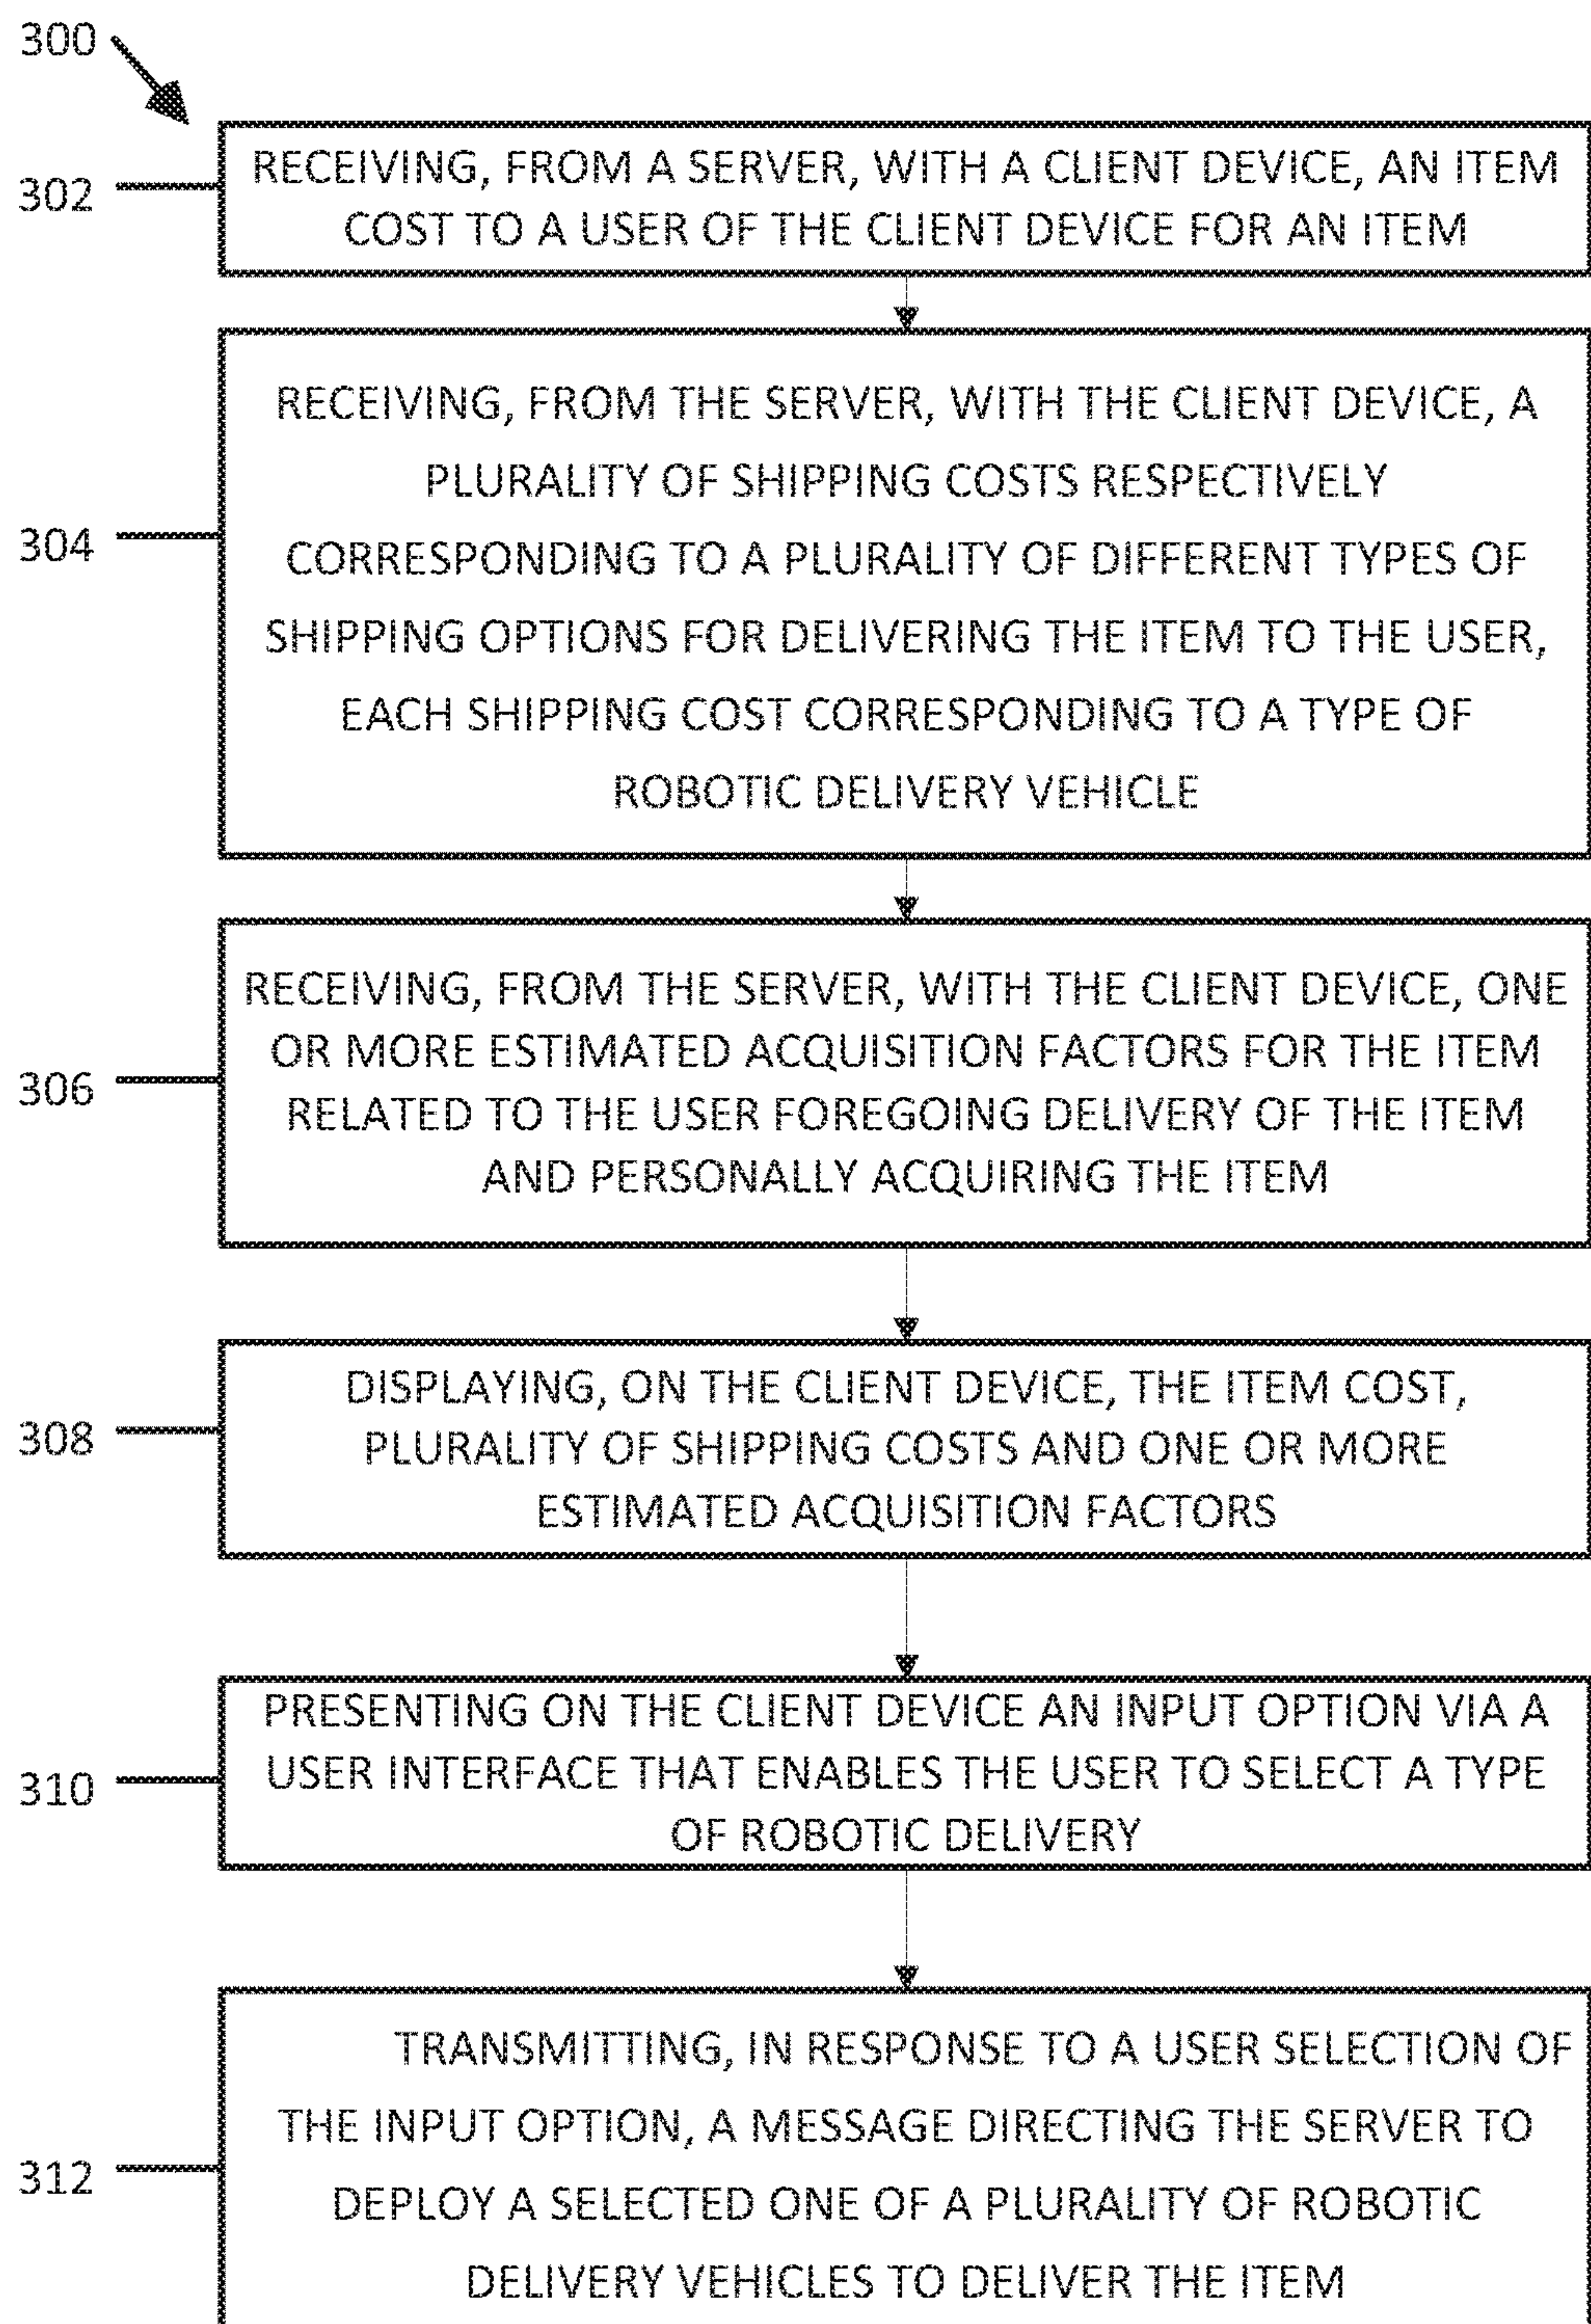 300
302
RECEIVING, FROM A SERVER, WITH A CLIENT DEVICE, AN ITEM
COST TO A USER OF THE CLIENT DEVICE FOR AN ITEM
304
RECEIVING, FROM THE SERVER, WITH THE CLIENT DEVICE, A
PLURALITY OF SHIPPING COSTS RESPECTIVELY
CORRESPONDING TO A PLURALITY OF DIFFERENT TYPES OF
SHIPPING OPTIONS FOR DELIVERING THE ITEM TO THE USER,
EACH SHIPPING COST CORRESPONDING TO A TYPE OF
ROBOTIC DELIVERY VEHICLE
306
RECEIVING, FROM THE SERVER, WITH THE CLIENT DEVICE, ONE
OR MORE ESTIMATED ACQUISITION FACTORS FOR THE ITEM
RELATED TO THE USER FOREGOING DELIVERY OF THE ITEM
AND PERSONALLY ACQUIRING THE ITEM
308
DISPLAYING, ON THE CLIENT DEVICE, THE ITEM COST,
PLURALITY OF SHIPPING COSTS AND ONE OR MORE
ESTIMATED ACQUISITION FACTORS
310
PRESENTING ON THE CLIENT DEVICE AN INPUT OPTION VIA A
USER INTERFACE THAT ENABLES THE USER TO SELECT A TYPE
OF ROBOTIC DELIVERY
312
TRANSMITTING, IN RESPONSE TO A USER SELECTION OF
THE INPUT OPTION, A MESSAGE DIRECTING THE SERVER TO
DEPLOY A SELECTED ONE OF A PLURALITY OF ROBOTIC
DELIVERY VEHICLES TO DELIVER THE ITEM